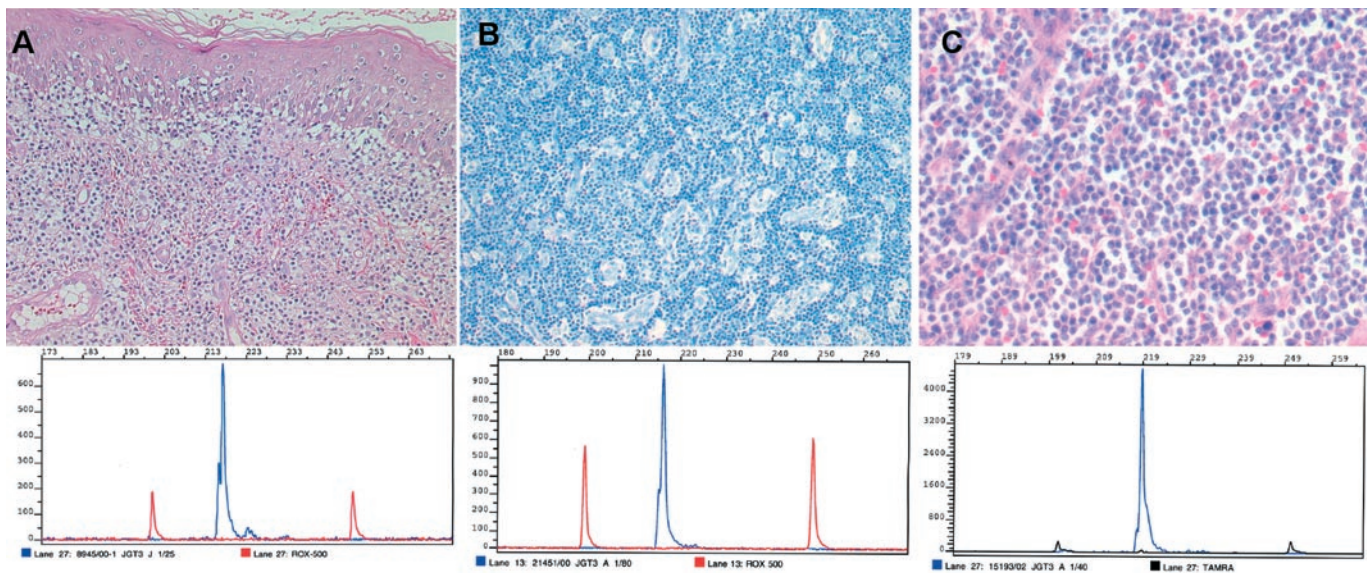 A
B
C
173 183 193 203 213 223 233 243 253 263
600
500
400
300
200
100
0
Lane 27: 8945/00-1 JGT3 J 1/25 Lane 27: ROX-500
180 190 200 210 220 230 240 250 260
900
800
700
600
500
400
300
200
100
0
Lane 13: 21451/00 JGT3 A 1/80 Lane 13: ROX 500
179 189 199 209 219 229 239 249 259
4000
3200
2400
1600
800
0
Lane 27: 15193/02 JGT3 A 1/40 Lane 27: TAMRA